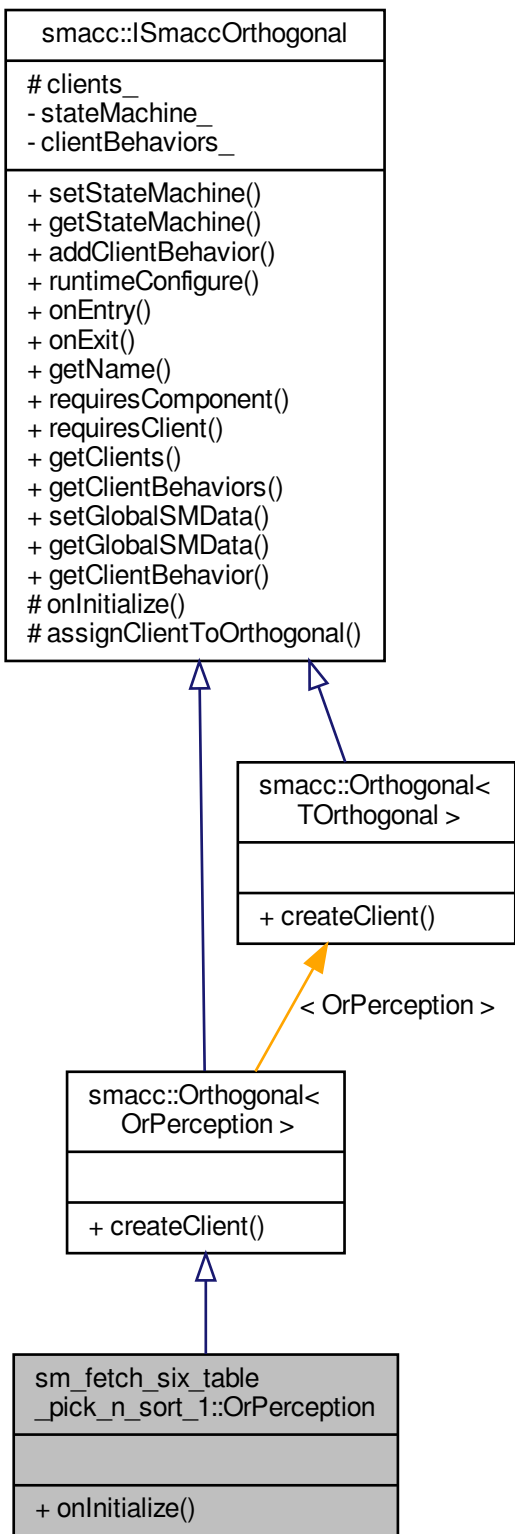 smacc::ISmaccOrthogonal
# clients_
- stateMachine_
- clientBehaviors_
+ setStateMachine()
+ getStateMachine()
+ addClientBehavior()
+ runtimeConfigure()
+ onEntry()
+ onExit()
+ getName()
+ requiresComponent()
+ requiresClient()
+ getClients()
+ getClientBehaviors()
+ setGlobalSMData()
+ getGlobalSMData()
+ getClientBehavior()
# onInitialize()
# assignClientToOrthogonal()
smacc::Orthogonal<
TOrthogonal >
+ createClient()
< OrPerception >
smacc::Orthogonal<
OrPerception >
+ createClient()
sm_fetch_six_table
_pick_n_sort_1::OrPerception
+ onInitialize()